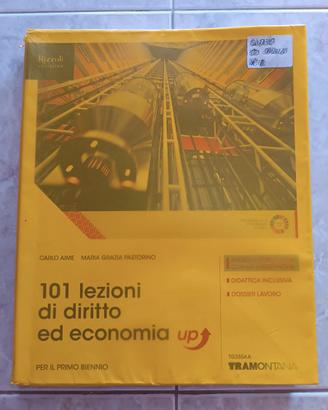 Rizzoli
EDUCATION
CARLO AIME MARIA GRAZIA PASTORINO
101 lezioni
di diritto
ed economia up
DIDATTICA INCLUSIVA
DOSSIER LAVORO
PER IL PRIMO BIENNIO
TRAMONTANA